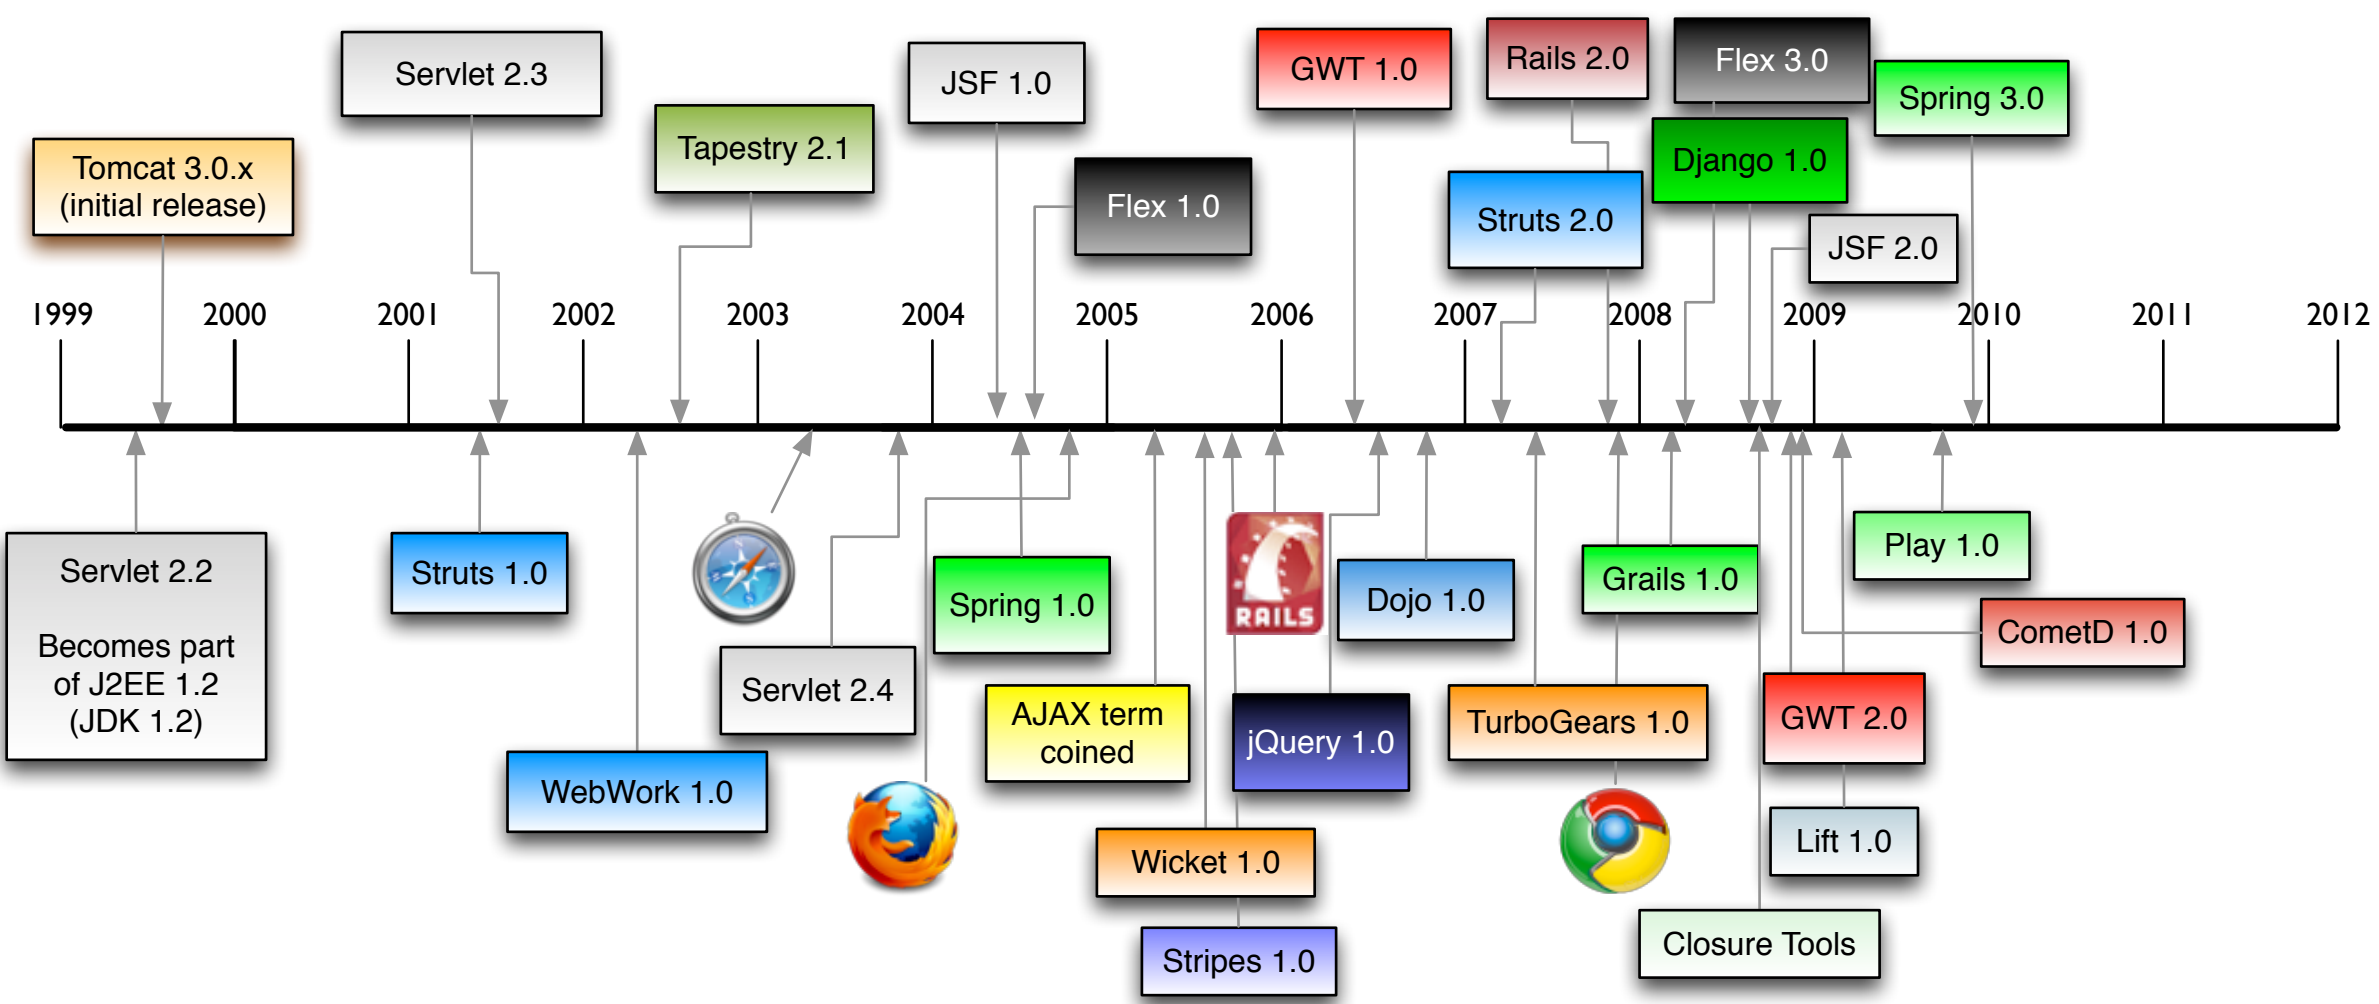 Servlet 2.3
JSF 1.0
GWT 1.0
Rails 2.0
Flex 3.0
Spring 3.0
Tomcat 3.0.x
(initial release)
Tapestry 2.1
Flex 1.0
Struts 2.0
Django 1.0
JSF 2.0
1999 2000 2001 2002 2003 2004 2005 2006 2007 2008 2009 2010 2011 2012
Servlet 2.2
Becomes part
of J2EE 1.2
(JDK 1.2)
Struts 1.0
WebWork 1.0
Servlet 2.4
Spring 1.0
AJAX term
coined
RAILS
Dojo 1.0
jQuery 1.0
Wicket 1.0
Stripes 1.0
Grails 1.0
TurboGears 1.0
Play 1.0
CometD 1.0
GWT 2.0
Lift 1.0
Closure Tools